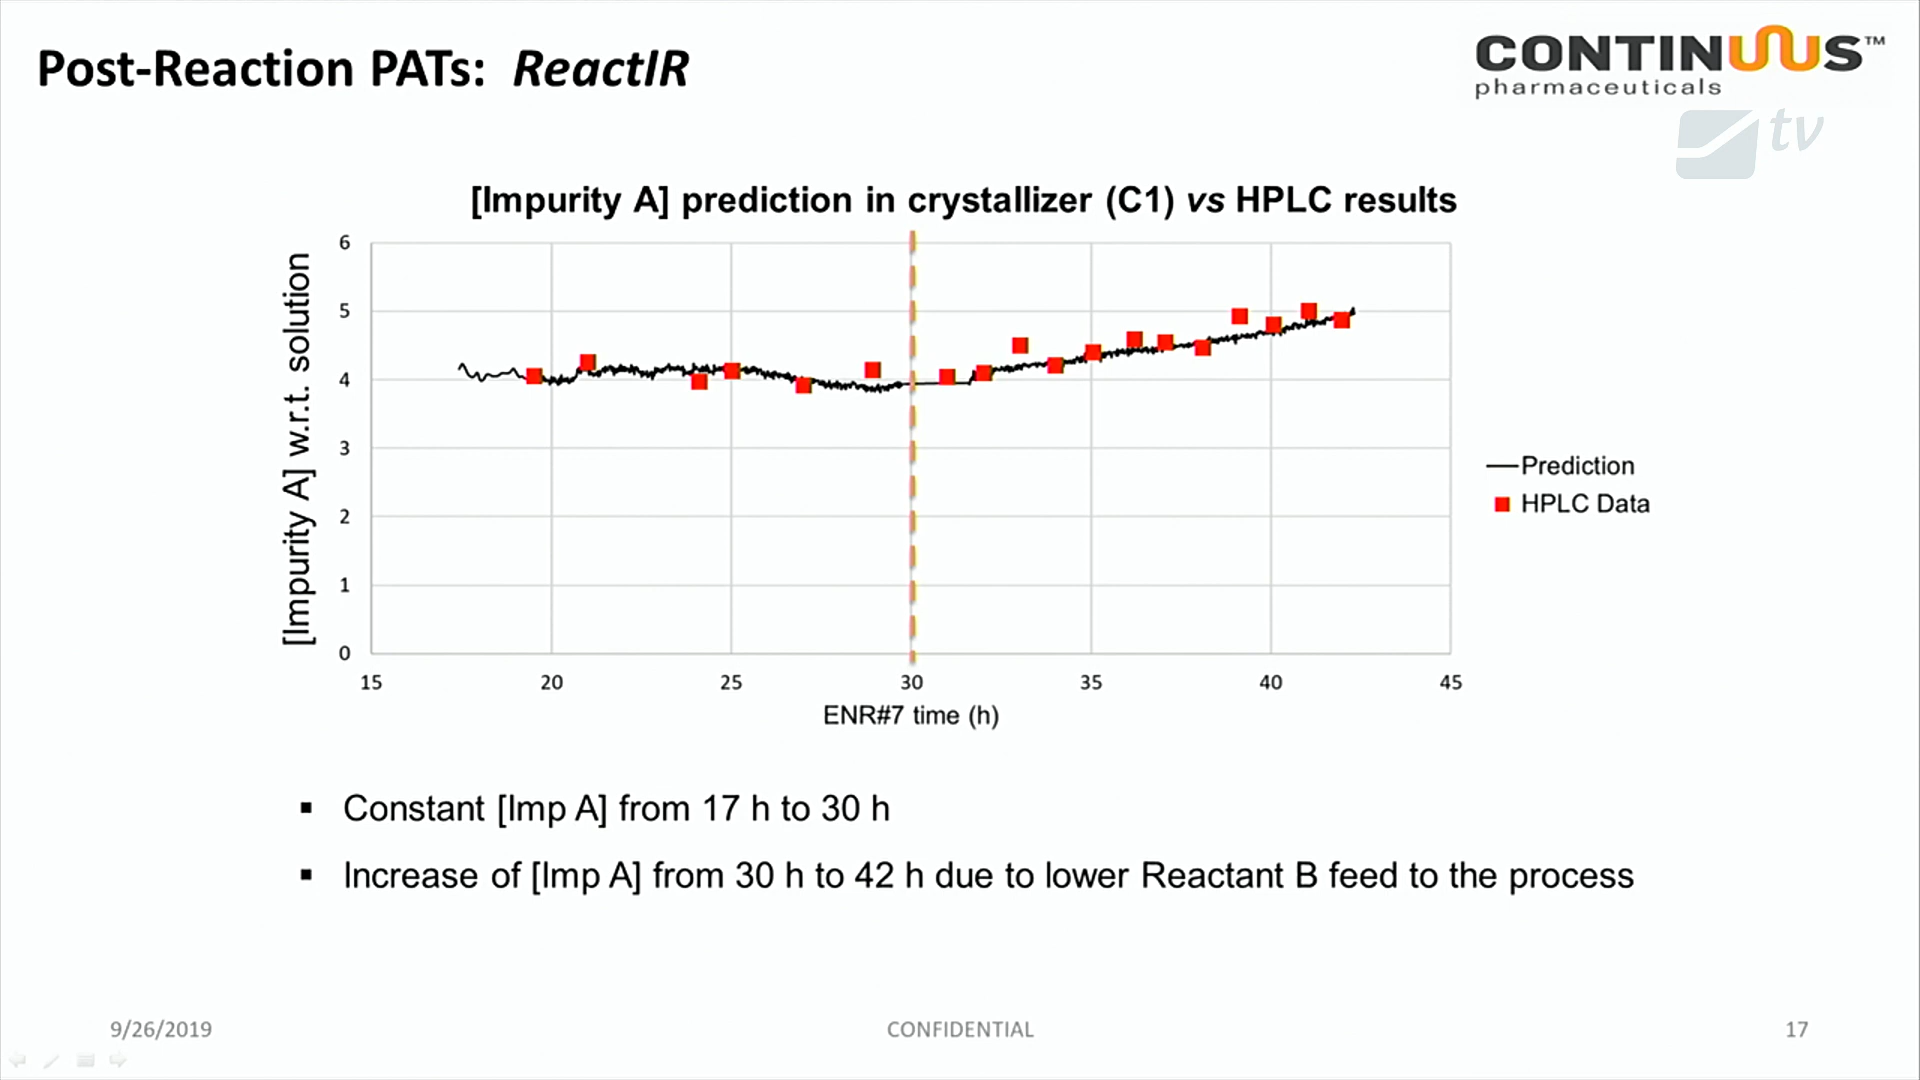 Post-Reaction PATs: ReactIR
CONTINUUS™
pharmaceuticals
tv
[Impurity A] prediction in crystallizer (C1) vs HPLC results
[Impurity A] w.r.t. solution
6
5
4
3
2
1
0
15 20 25 30 35 40 45
ENR#7 time (h)
Prediction
HPLC Data
▪ Constant [Imp A] from 17 h to 30 h
▪ Increase of [Imp A] from 30 h to 42 h due to lower Reactant B feed to the process
9/26/2019 CONFIDENTIAL 17